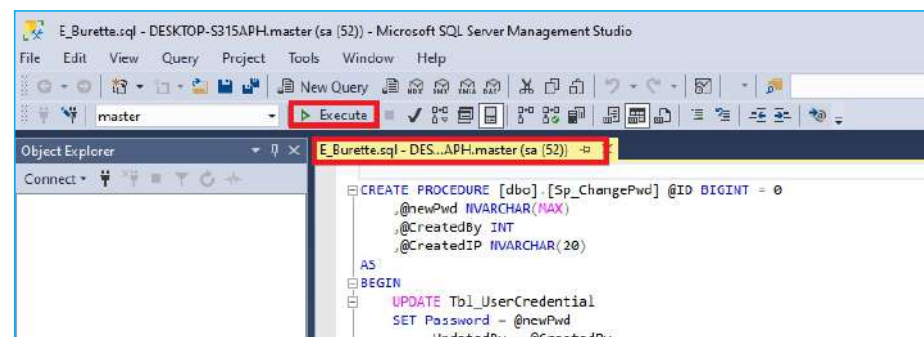 E_Burette.sql - DESKTOP-S315APH.master (sa (52)) - Microsoft SQL Server Management Studio
File Edit View Query Project Tools Window Help
New Query
master Execute
Object Explorer
E_Burette.sql - DES...APH.master (sa (52))
Connect
CREATE PROCEDURE [dbo].[Sp_ChangePwd] @ID BIGINT = 0
,@newPwd NVARCHAR(MAX)
,@CreatedBy INT
,@CreatedIP NVARCHAR(20)
AS
BEGIN
UPDATE Tbl_UserCredential
SET Password = @newPwd